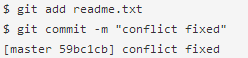 $ git add readme.txt
$ git commit -m "conflict fixed"
[master 59bc1cb] conflict fixed